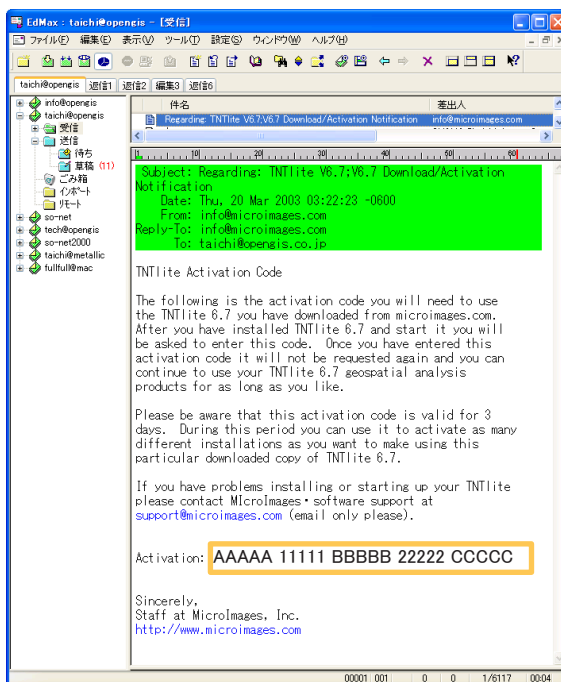 EdMax : taichi@opengis - [受信]
ファイル(F) 編集(E) 表示(V) ツール(T) 設定(S) ウィンドウ(W) ヘルプ(H)
taichi@opengis 返信1 返信2 編集3 返信6
info@opengis
taichi@opengis
受信
送信
待ち
草稿 (11)
ごみ箱
インポート
リモート
so-net
tech@opengis
so-net2000
taichi@metallic
fullfull@mac
件名 差出人
Regarding: TNTlite V6.7;V6.7 Download/Activation Notification info@microimages.com
10 20 30 40 50 60
Subject: Regarding: TNTlite V6.7;V6.7 Download/Activation
Notification
Date: Thu, 20 Mar 2003 03:22:23 -0600
From: info@microimages.com
Reply-To: info@microimages.com
To: taichi@opengis.co.jp
TNTlite Activation Code
The following is the activation code you will need to use
the TNTlite 6.7 you have downloaded from microimages.com.
After you have installed TNTlite 6.7 and start it you will
be asked to enter this code. Once you have entered this
activation code it will not be requested again and you can
continue to use your TNTlite 6.7 geospatial analysis
products for as long as you like.
Please be aware that this activation code is valid for 3
days. During this period you can use it to activate as many
different installations as you want to make using this
particular downloaded copy of TNTlite 6.7.
If you have problems installing or starting up your TNTlite
please contact MIcroImages・software support at
support@microimages.com (email only please).
Activation: AAAAA 11111 BBBBB 22222 CCCCC
Sincerely,
Staff at MicroImages, Inc.
http://www.microimages.com
00001 001 0 0 1/6117 00:04